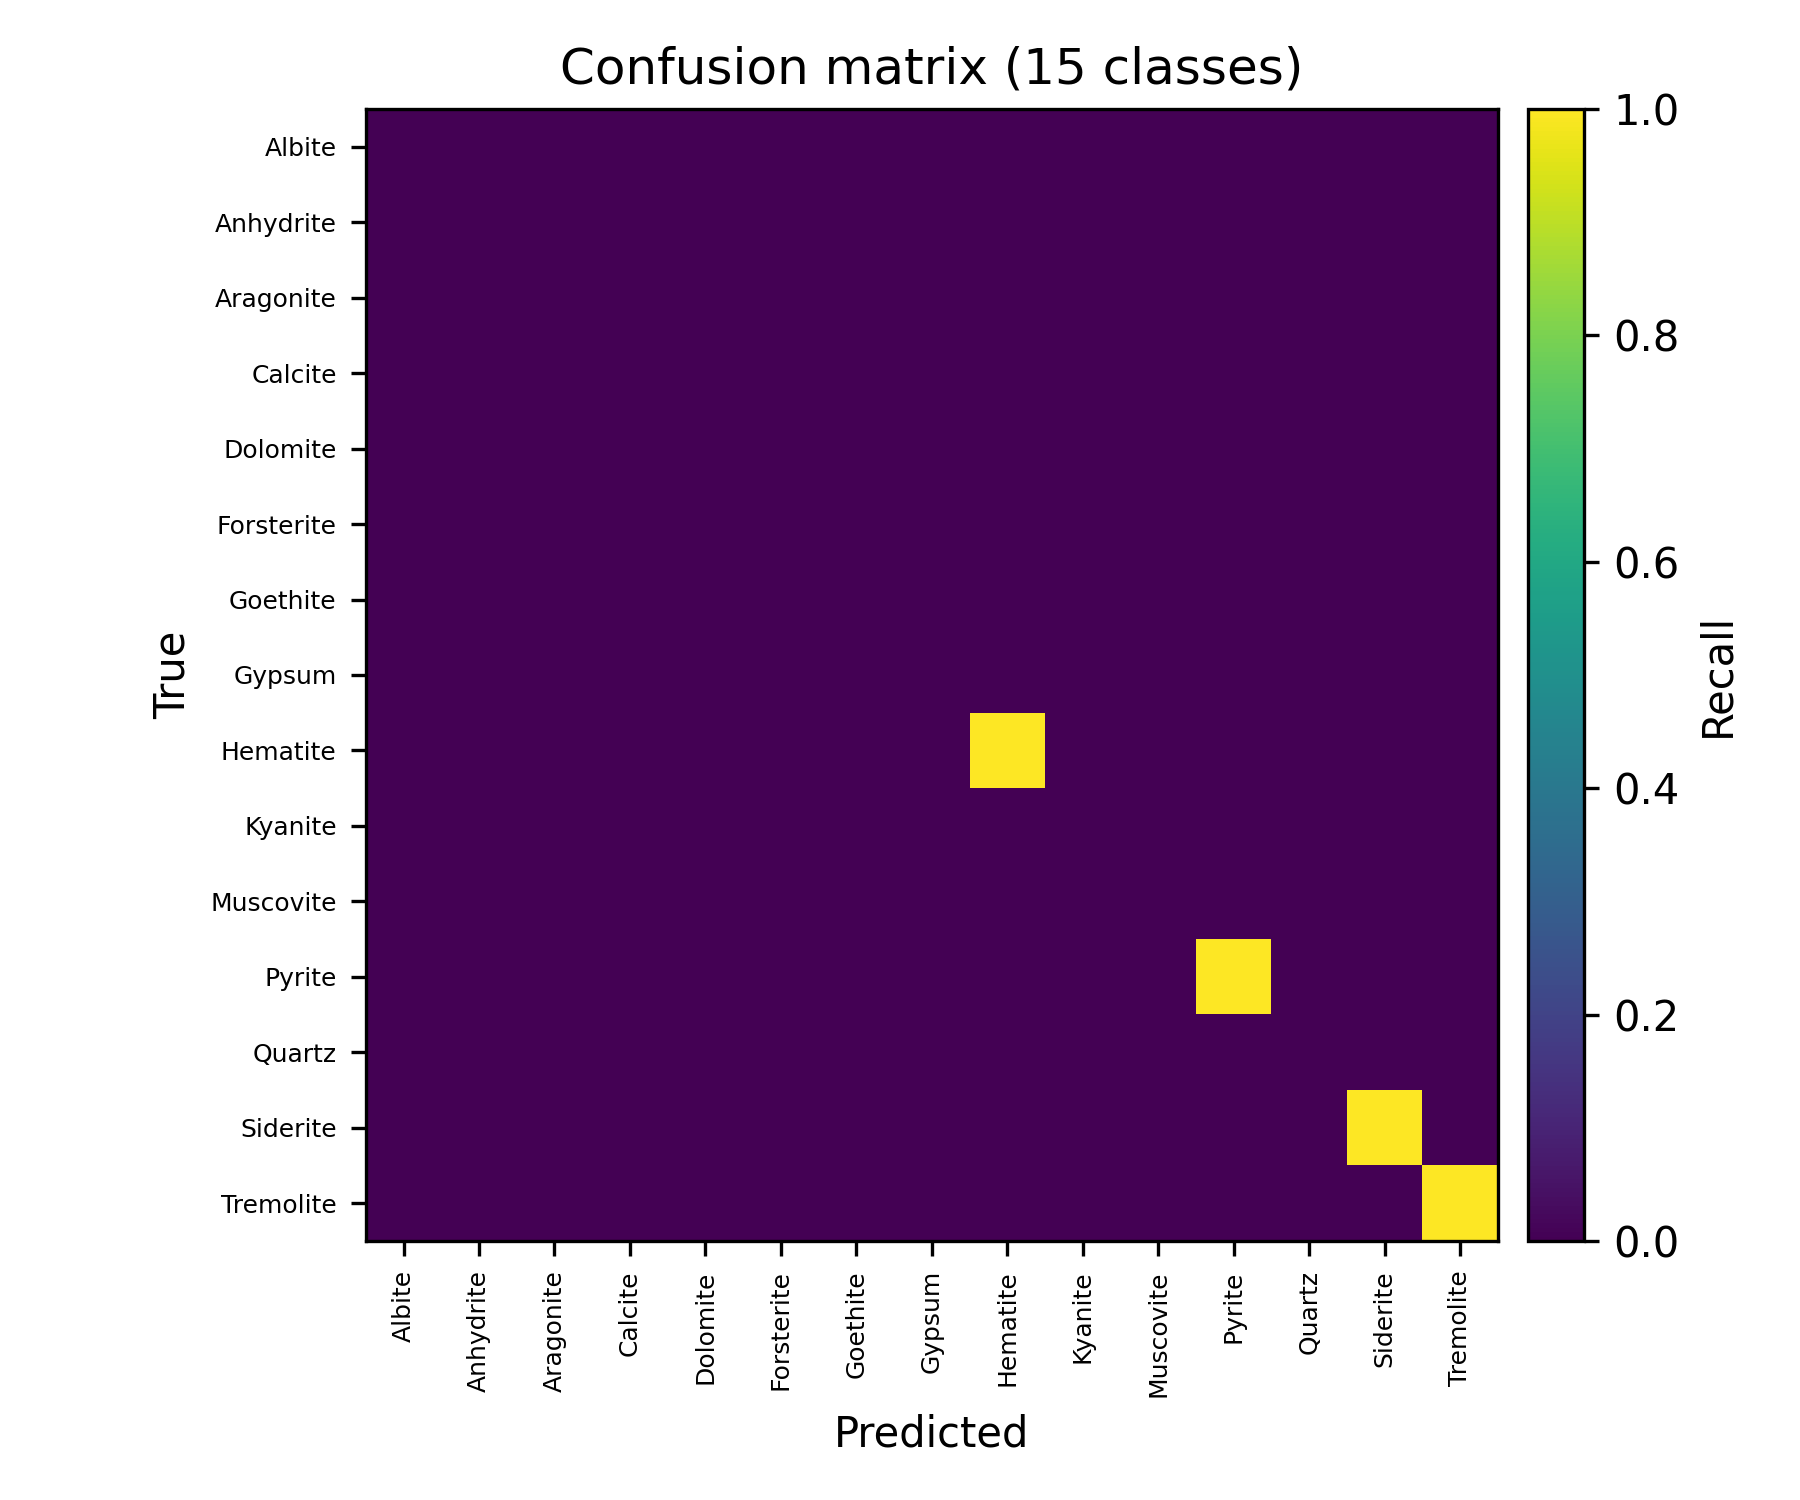 Confusion matrix (15 classes)
True
Albite
Anhydrite
Aragonite
Calcite
Dolomite
Forsterite
Goethite
Gypsum
Hematite
Kyanite
Muscovite
Pyrite
Quartz
Siderite
Tremolite
Albite
Anhydrite
Aragonite
Calcite
Dolomite
Forsterite
Goethite
Gypsum
Hematite
Kyanite
Muscovite
Pyrite
Quartz
Siderite
Tremolite
Predicted
1.0
0.8
0.6
0.4
0.2
0.0
Recall